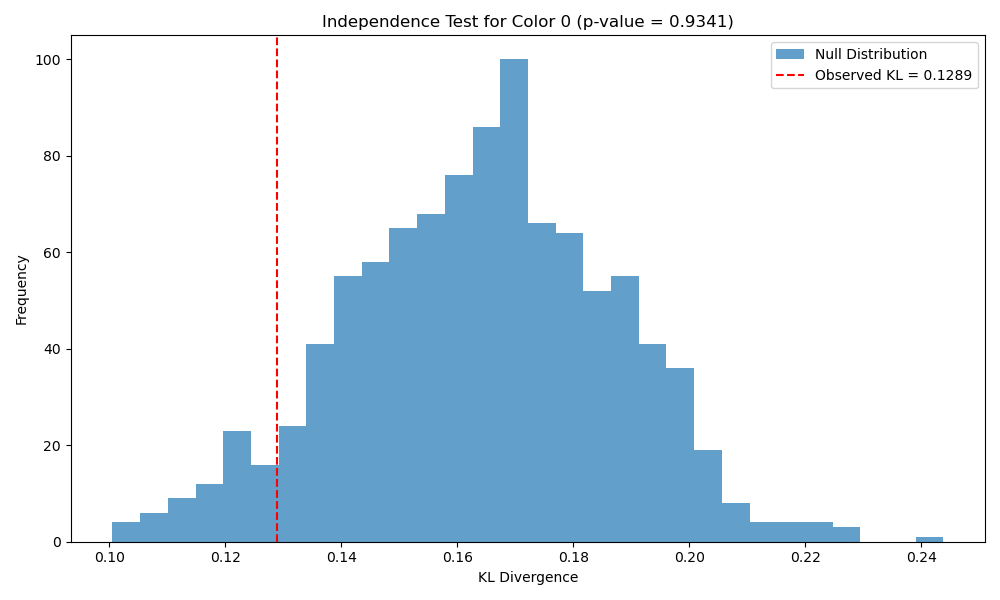 Independence Test for Color 0 (p-value = 0.9341)
Null Distribution
Observed KL = 0.1289
100
80
60
40
20
0
Frequency
0.10 0.12 0.14 0.16 0.18 0.20 0.22 0.24
KL Divergence